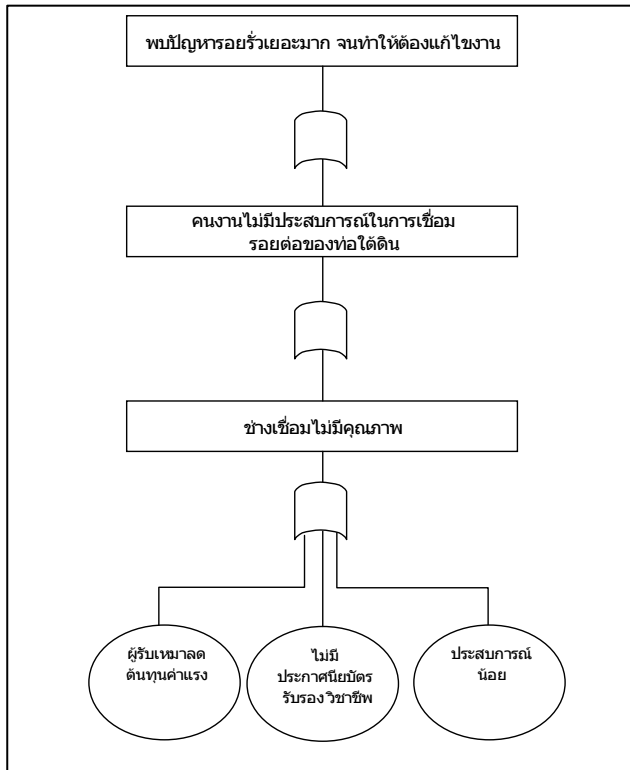 พบปัญหารอยรั่วเยอะมาก จนทำให้ต้องแก้ไขงาน
คนงานไม่มีประสบการณ์ในการเชื่อม
รอยต่อของท่อใต้ดิน
ช่างเชื่อมไม่มีคุณภาพ
ผู้รับเหมาลด
ต้นทุนค่าแรง
ไม่มี
ประกาศนียบัตร
รับรอง วิชาชีพ
ประสบการณ์
น้อย